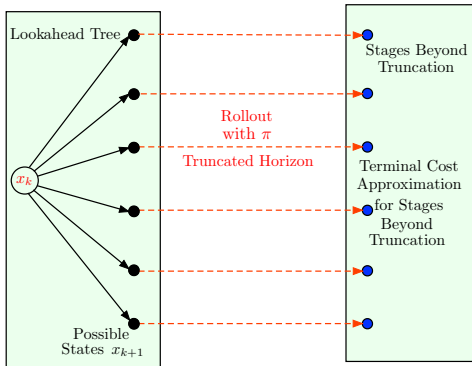 Lookahead Tree
x_k
Possible
States x_{k+1}
Rollout
with π
Truncated Horizon
Stages Beyond
Truncation
Terminal Cost
Approximation
for Stages
Beyond
Truncation